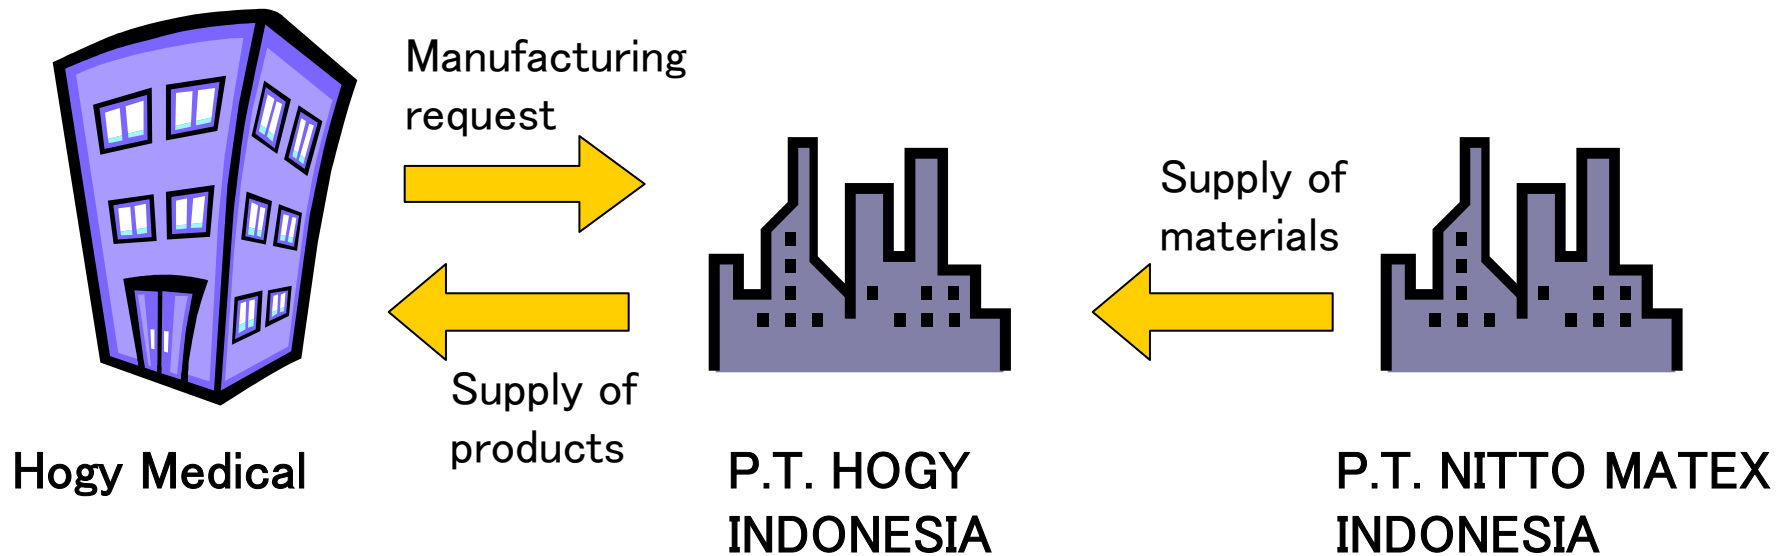 Manufacturing
request
Supply of
materials
Supply of
products
Hogy Medical
P.T. HOGY
INDONESIA
P.T. NITTO MATEX
INDONESIA